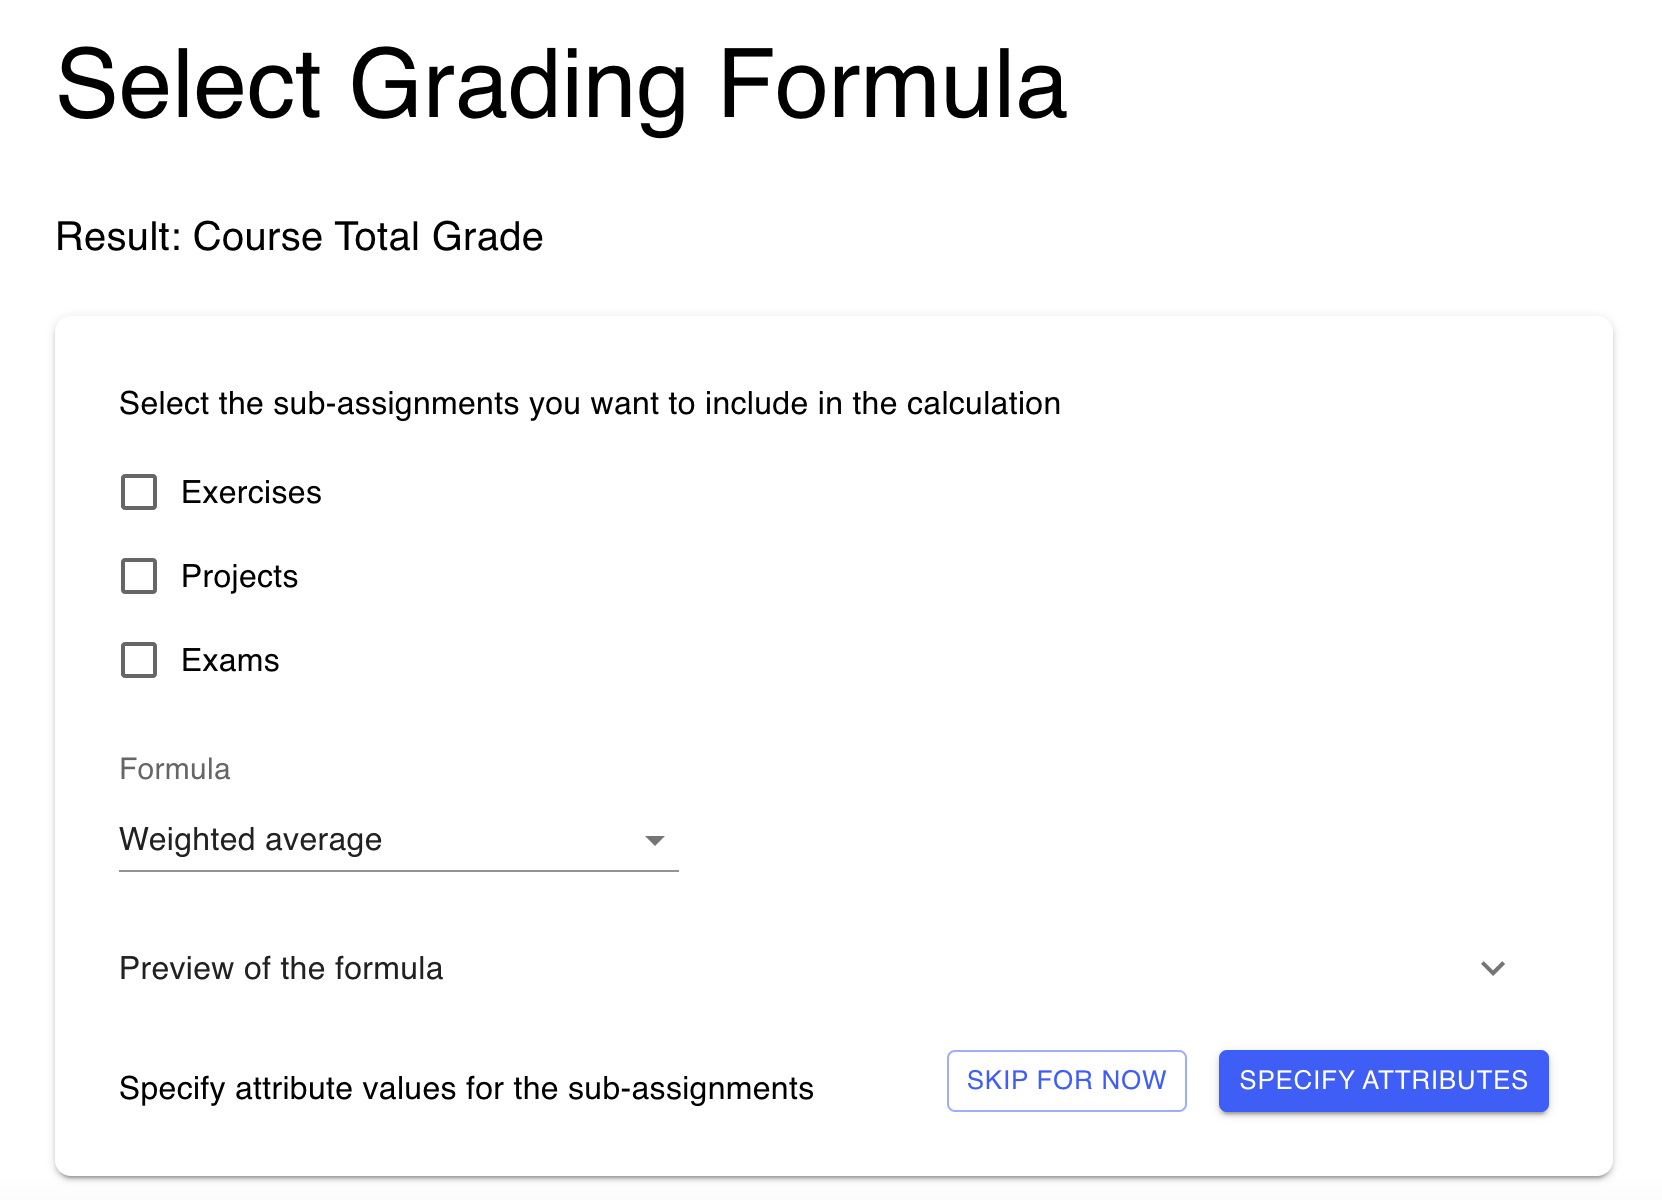 Select Grading Formula
Result: Course Total Grade
Select the sub-assignments you want to include in the calculation
Exercises
Projects
Exams
Formula
Weighted average
Preview of the formula
Specify attribute values for the sub-assignments
SKIP FOR NOW
SPECIFY ATTRIBUTES